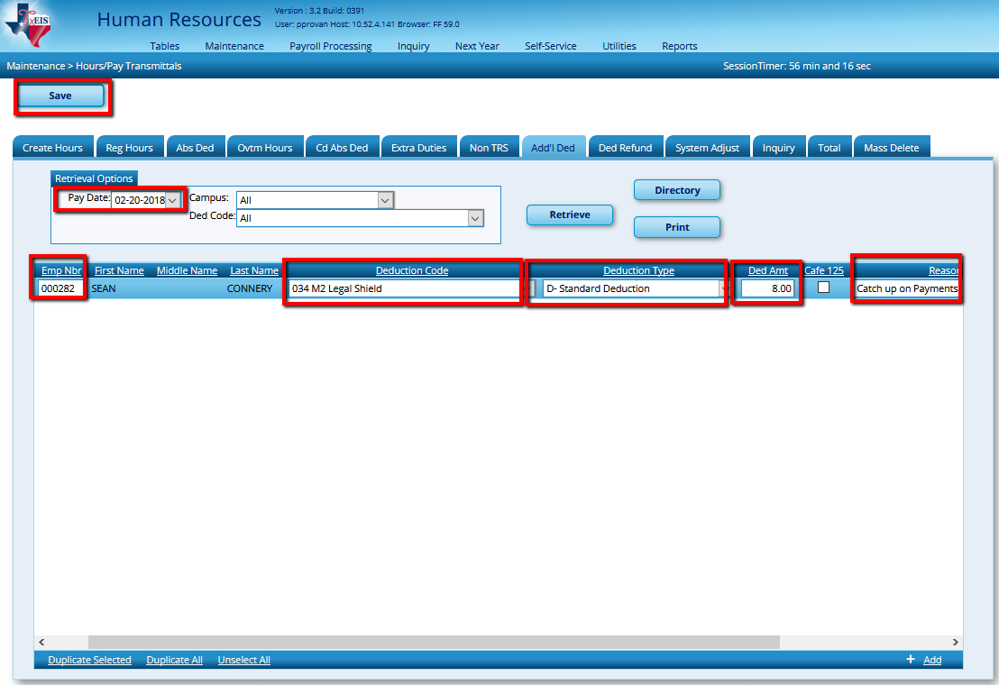 TxEIS
Human Resources
Version : 3.2 Build: 0391
User: pprovan Host: 10.52.4.141 Browser: FF 59.0
Tables Maintenance Payroll Processing Inquiry Next Year Self-Service Utilities Reports
Maintenance > Hours/Pay Transmittals SessionTimer: 56 min and 16 sec
Save
Create Hours Reg Hours Abs Ded Ovtm Hours Cd Abs Ded Extra Duties Non TRS Add'l Ded Ded Refund System Adjust Inquiry Total Mass Delete
Retrieval Options
Pay Date: 02-20-2018 Campus: All
Ded Code: All
Retrieve
Directory
Print
Emp Nbr First Name Middle Name Last Name Deduction Code Deduction Type Ded Amt Cafe 125 Reason
000282 SEAN CONNERY 034 M2 Legal Shield D- Standard Deduction 8.00 Catch up on Payments
Duplicate Selected Duplicate All Unselect All + Add